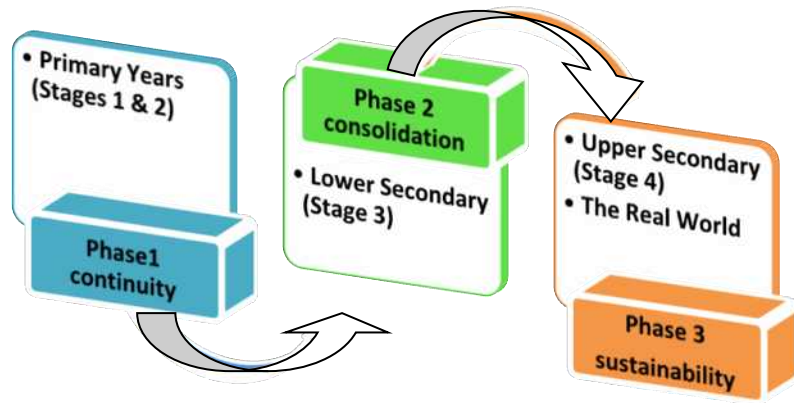 • Primary Years
(Stages 1 & 2)
Phase1
continuity
Phase 2
consolidation
• Lower Secondary
(Stage 3)
• Upper Secondary
(Stage 4)
• The Real World
Phase 3
sustainability